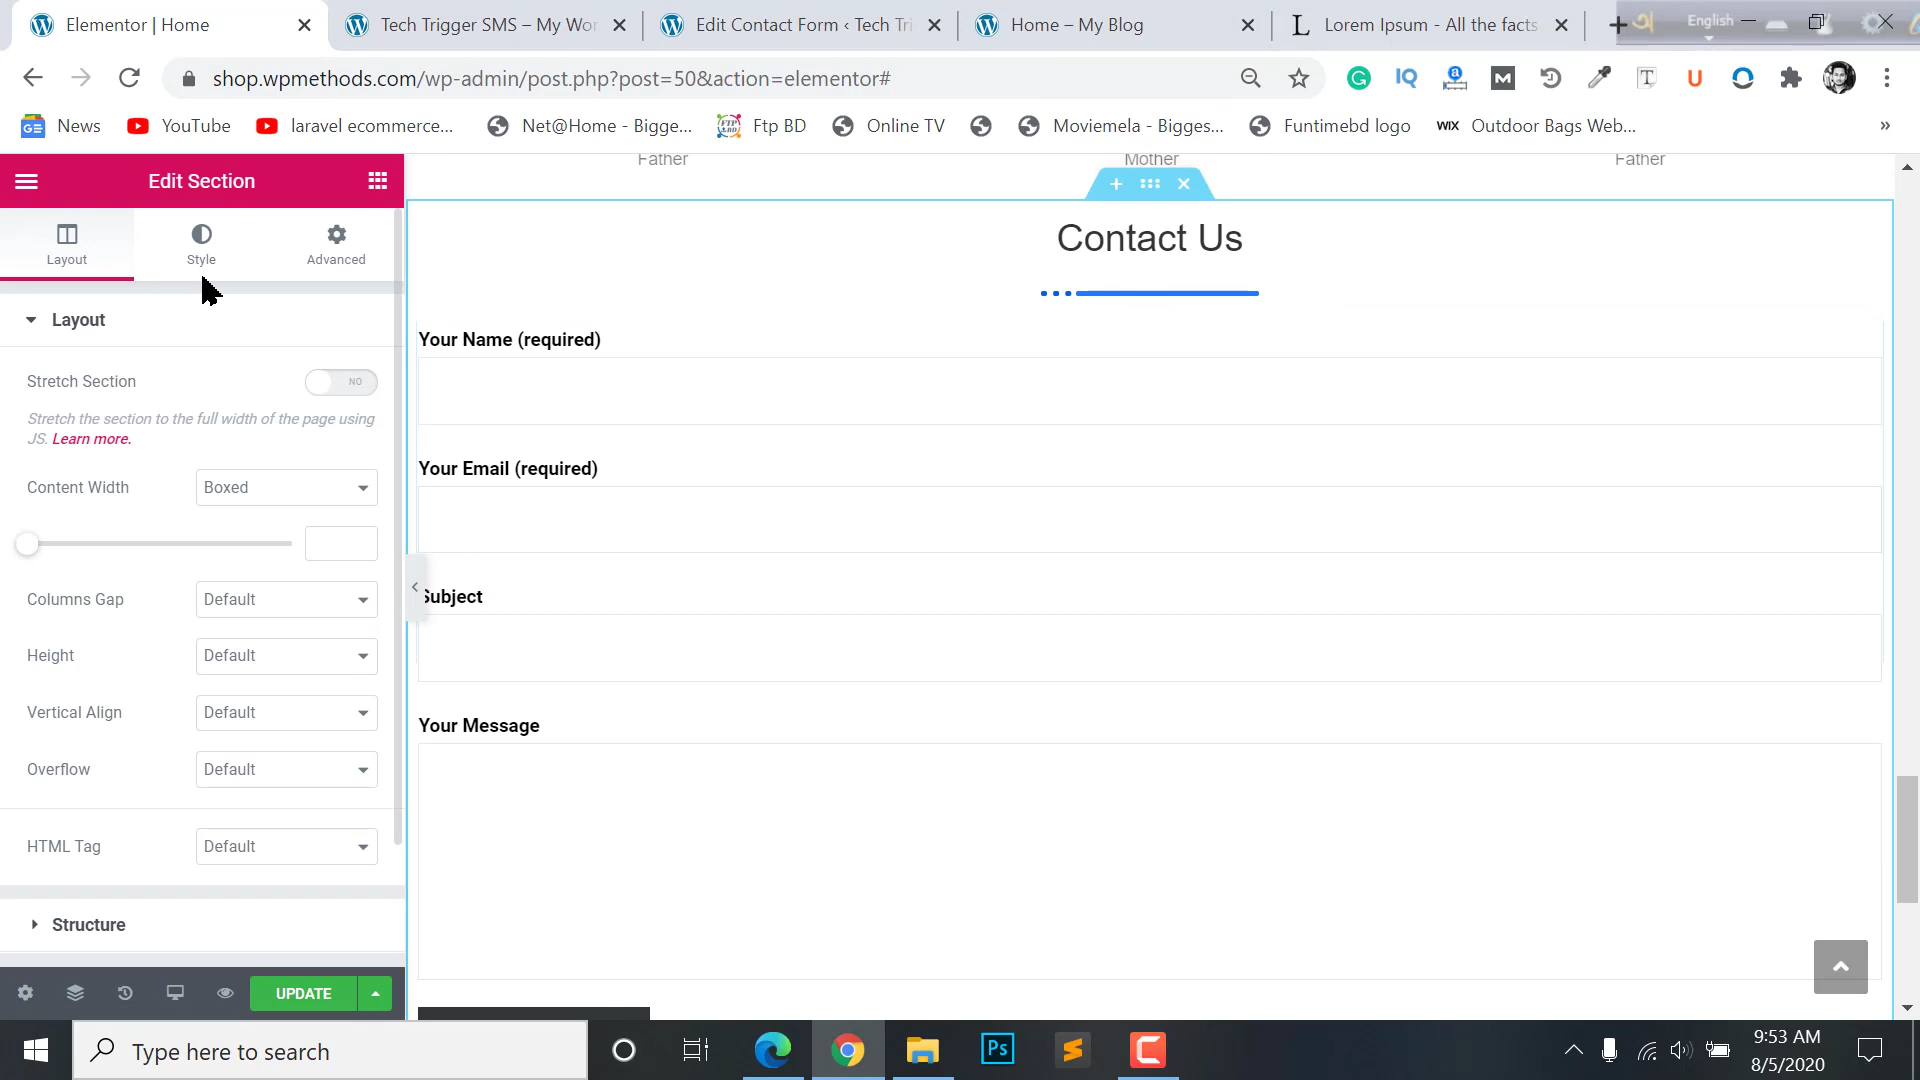 Elementor | Home
Tech Trigger SMS – My Wor
Edit Contact Form ‹ Tech Tri
Home – My Blog
Lorem Ipsum - All the facts
English
shop.wpmethods.com/wp-admin/post.php?post=50&action=elementor#
News
YouTube
laravel ecommerce...
Net@Home - Bigge...
Ftp BD
Online TV
Moviemela - Bigges...
Funtimebd logo
WIX
Outdoor Bags Web...
»
Edit Section
Father
Mother
Father
Layout
Style
Advanced
Contact Us
Layout
Your Name (required)
Stretch Section
NO
Stretch the section to the full width of the page using
JS. Learn more.
Your Email (required)
Content Width
Boxed
Columns Gap
Default
Subject
Height
Default
Vertical Align
Default
Your Message
Overflow
Default
HTML Tag
Default
Structure
UPDATE
Type here to search
Ps
9:53 AM
8/5/2020